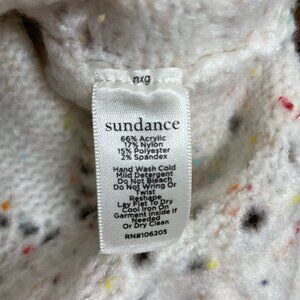 nxg
sundance
66% Acrylic
17% Nylon
15% Polyester
2% Spandex
Hand Wash Cold
Mild Detergent
Do Not Bleach
Do Not Wring Or
Twist
Reshape
Lay Flat To Dry
Cool Iron On
Garment Inside If
Needed
Or Dry Clean
RN#106205